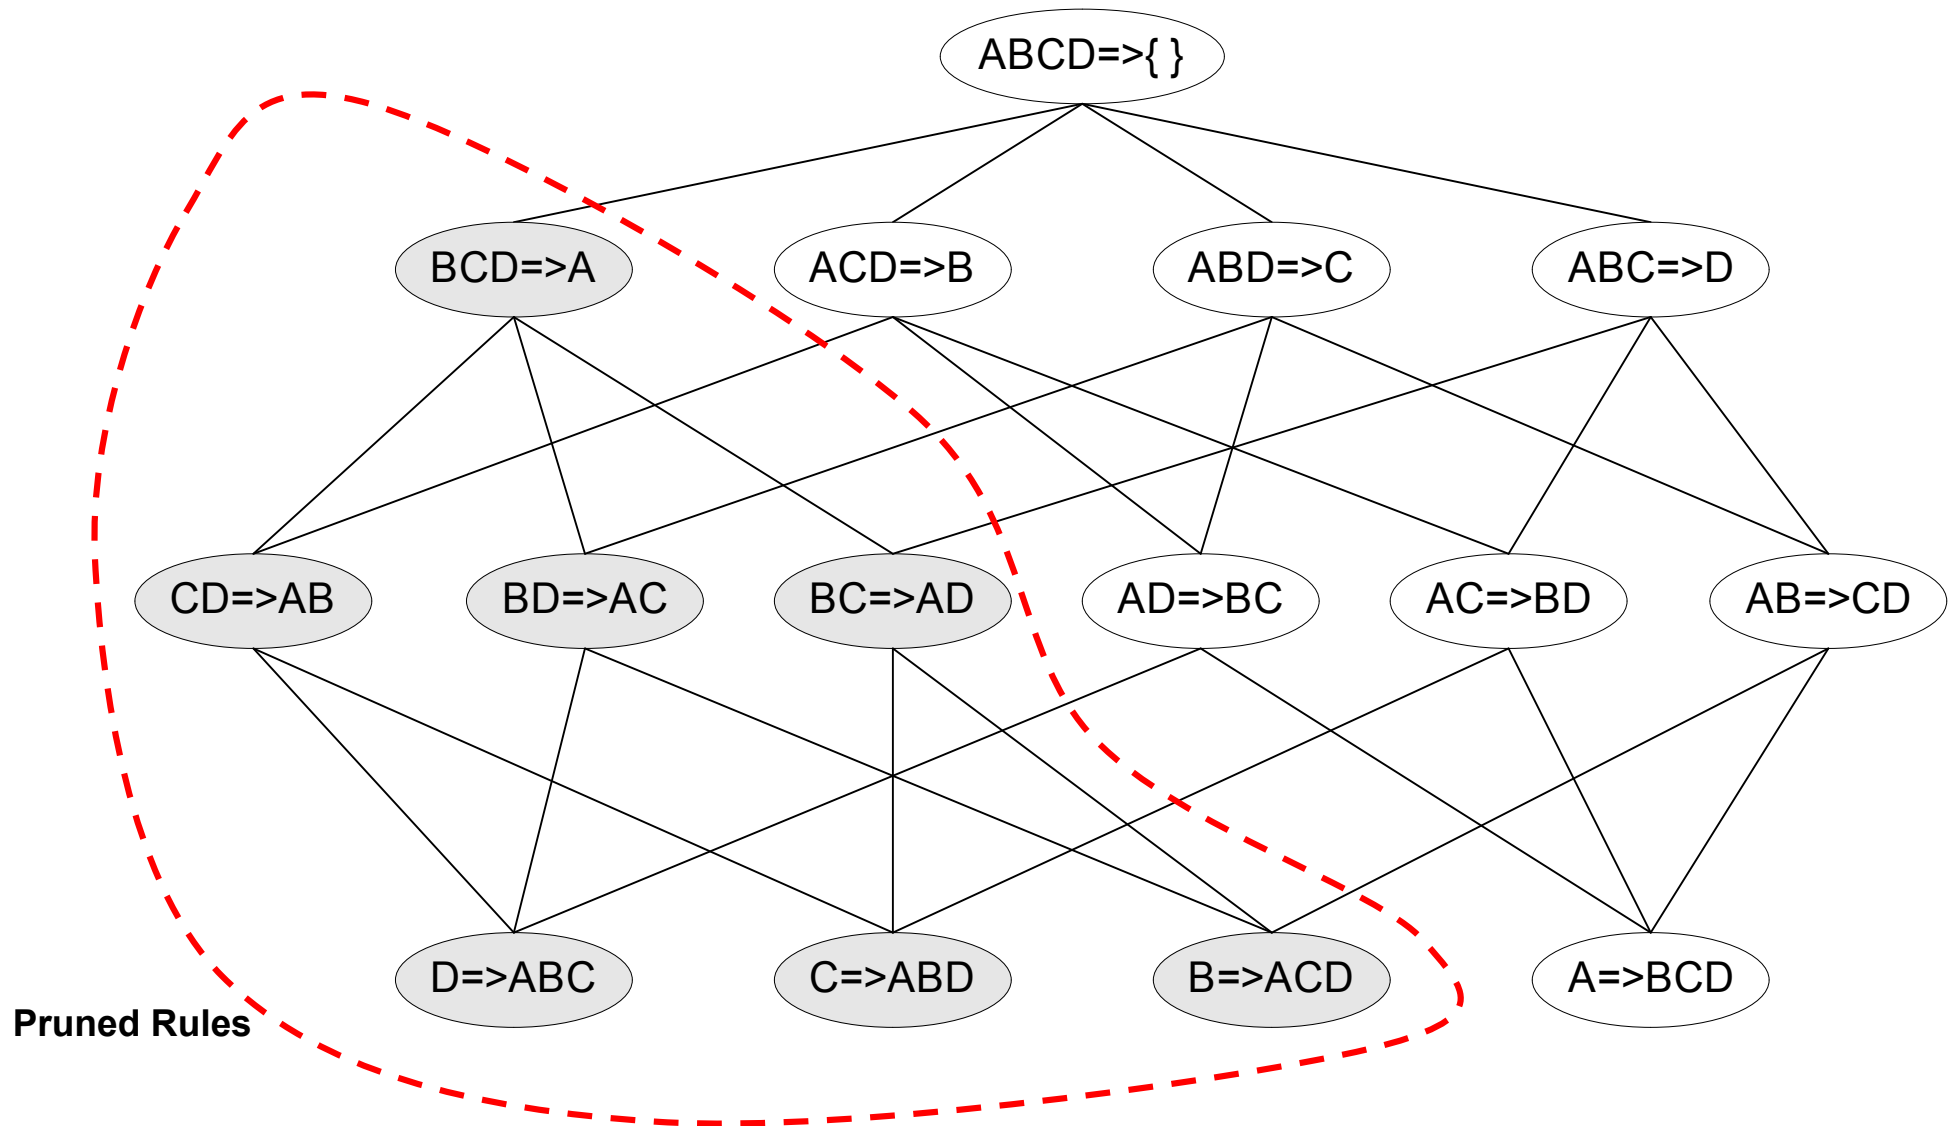 ABCD=>{ }
BCD=>A
ACD=>B
ABD=>C
ABC=>D
CD=>AB
BD=>AC
BC=>AD
AD=>BC
AC=>BD
AB=>CD
D=>ABC
C=>ABD
B=>ACD
A=>BCD
Pruned Rules